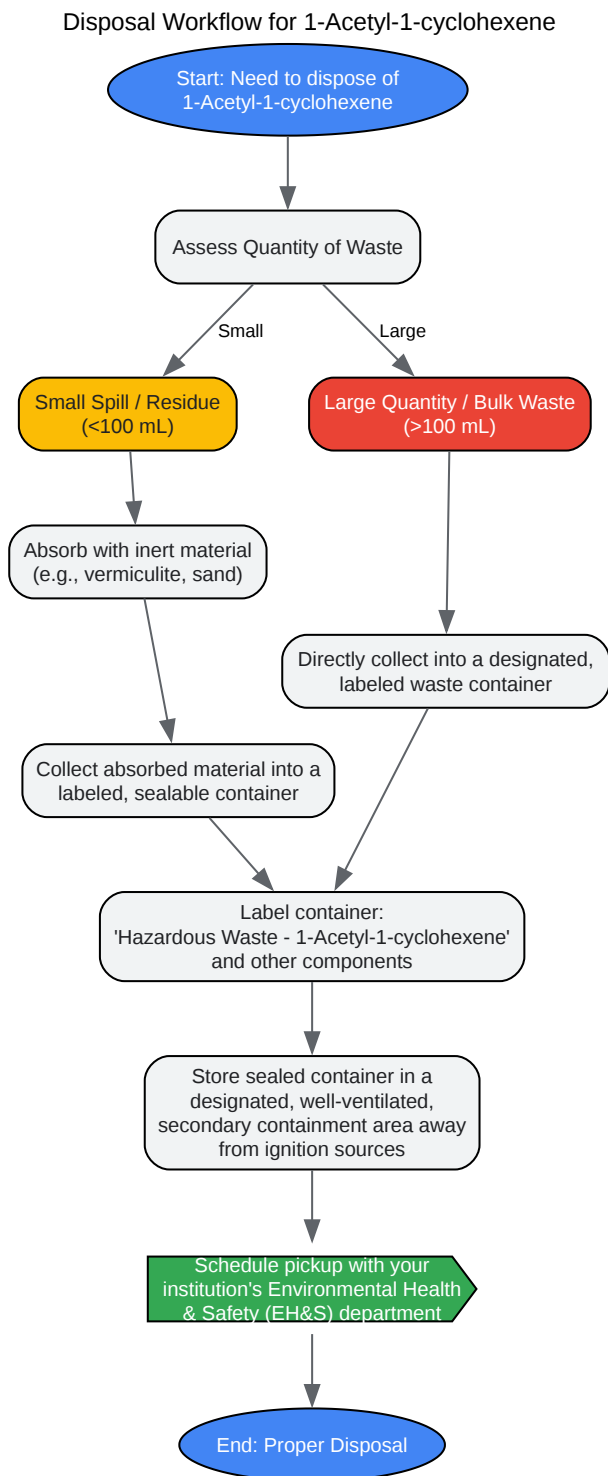 Disposal Workflow for 1-Acetyl-1-cyclohexene
Start: Need to dispose of
1-Acetyl-1-cyclohexene
Assess Quantity of Waste
Small
Large
Small Spill / Residue
(<100 mL)
Large Quantity / Bulk Waste
(>100 mL)
Absorb with inert material
(e.g., vermiculite, sand)
Directly collect into a designated,
labeled waste container
Collect absorbed material into a
labeled, sealable container
Label container:
'Hazardous Waste - 1-Acetyl-1-cyclohexene'
and other components
Store sealed container in a
designated, well-ventilated,
secondary containment area away
from ignition sources
Schedule pickup with your
institution's Environmental Health
& Safety (EH&S) department
End: Proper Disposal